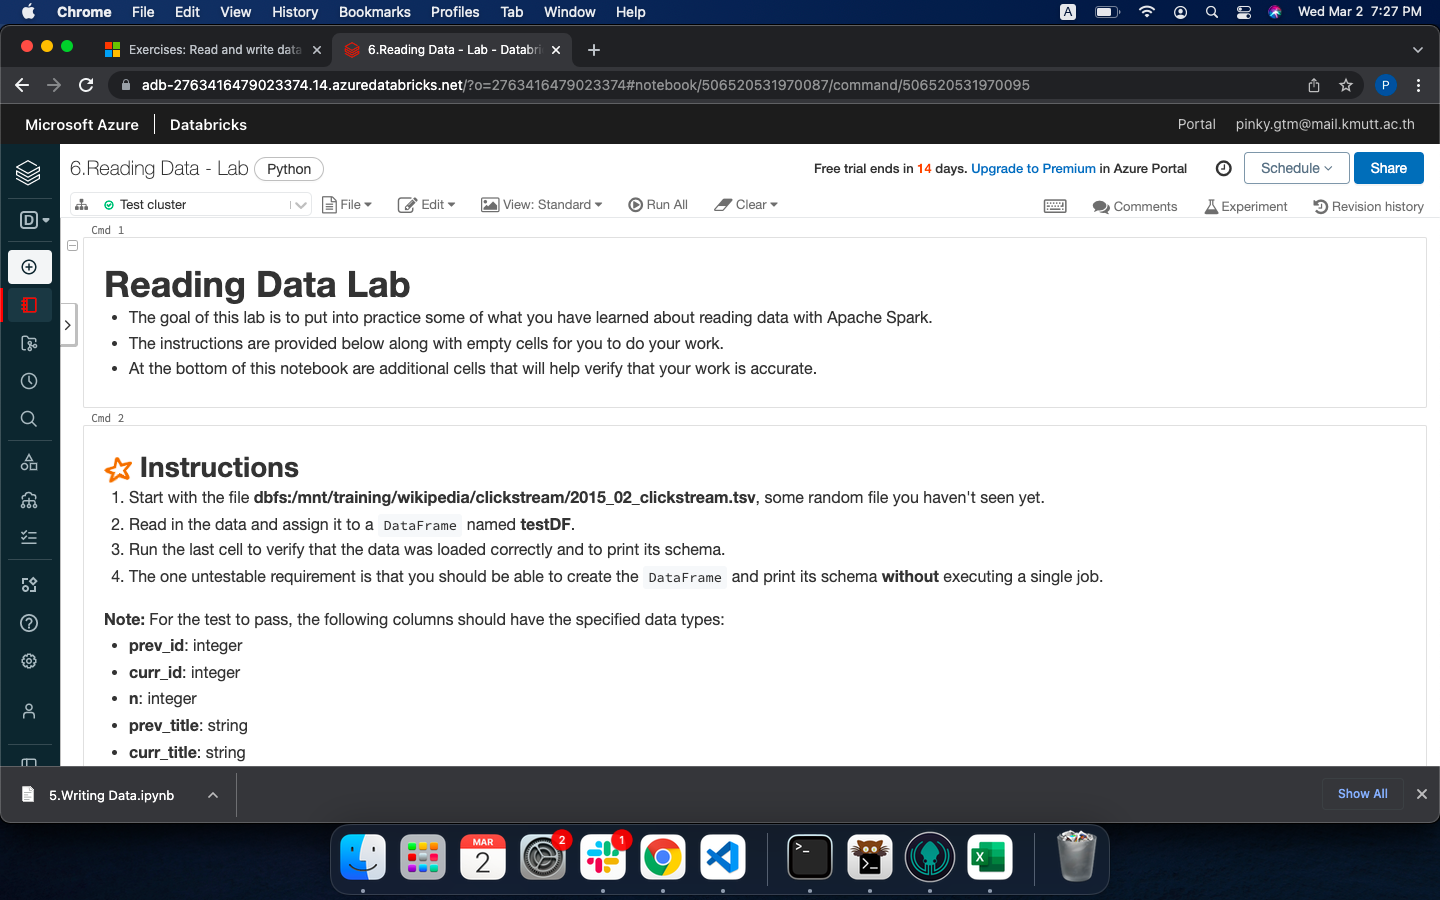 Chrome File Edit View History Bookmarks Profiles Tab Window Help A Wed Mar 2 7:27 PM
Exercises: Read and write data 6.Reading Data - Lab - Databri
adb-2763416479023374.14.azuredatabricks.net/?o=2763416479023374#notebook/506520531970087/command/506520531970095 P
Microsoft Azure Databricks Portal pinky.gtm@mail.kmutt.ac.th
6.Reading Data - Lab Python Free trial ends in 14 days. Upgrade to Premium in Azure Portal Schedule Share
D Test cluster File Edit View: Standard Run All Clear Comments Experiment Revision history
Cmd 1
Reading Data Lab
• The goal of this lab is to put into practice some of what you have learned about reading data with Apache Spark.
• The instructions are provided below along with empty cells for you to do your work.
• At the bottom of this notebook are additional cells that will help verify that your work is accurate.
Cmd 2
Instructions
1. Start with the file dbfs:/mnt/training/wikipedia/clickstream/2015_02_clickstream.tsv, some random file you haven't seen yet.
2. Read in the data and assign it to a DataFrame named testDF.
3. Run the last cell to verify that the data was loaded correctly and to print its schema.
4. The one untestable requirement is that you should be able to create the DataFrame and print its schema without executing a single job.
Note: For the test to pass, the following columns should have the specified data types:
• prev_id: integer
• curr_id: integer
• n: integer
• prev_title: string
• curr_title: string
5.Writing Data.ipynb Show All
MAR 2 2 1